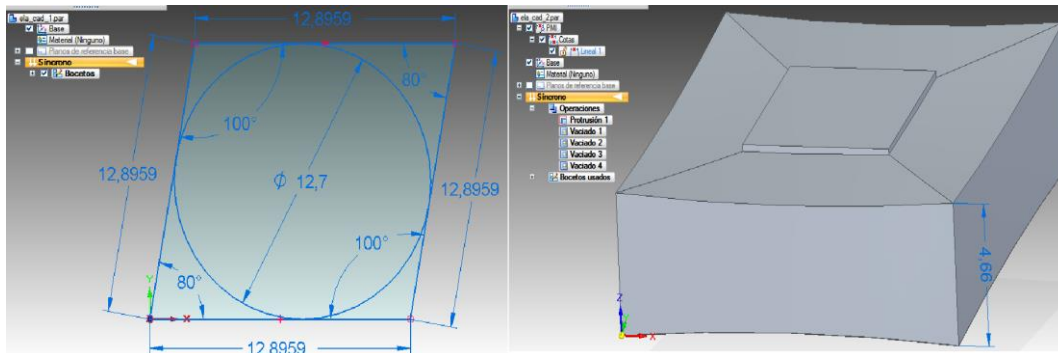 ela_cad_1.par
Base
Material (Ninguno)
Planos de referencia base
Síncrono
Bocetos
12,8959
80°
100°
12,8959
Ø 12,7
12,8959
100°
80°
Y
X
12,8959
ela_cad_2.par
PMI
Cotas
Lineal 1
Base
Material (Ninguno)
Planos de referencia base
Síncrono
Operaciones
Protrusión 1
Vaciado 1
Vaciado 2
Vaciado 3
Vaciado 4
Bocetos usados
4,66
Z
Y
X